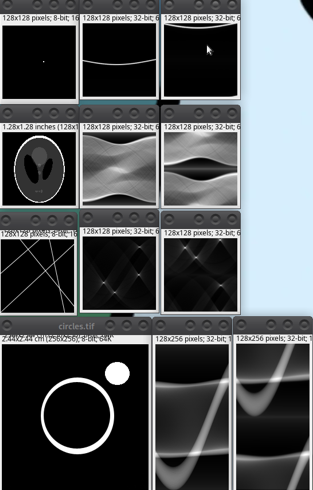 128x128 pixels; 8-bit; 16
128x128 pixels; 32-bit; 6
128x128 pixels; 32-bit; 6
1.28x1.28 inches (128x1
128x128 pixels; 32-bit; 6
128x128 pixels; 32-bit; 6
128x128 pixels; 8-bit; 16
128x128 pixels; 32-bit; 6
128x128 pixels; 32-bit; 6
circles.tif
2.44x2.44 cm (256x256); 8-bit; 64K
128x256 pixels; 32-bit; 1
128x256 pixels; 32-bit; 1